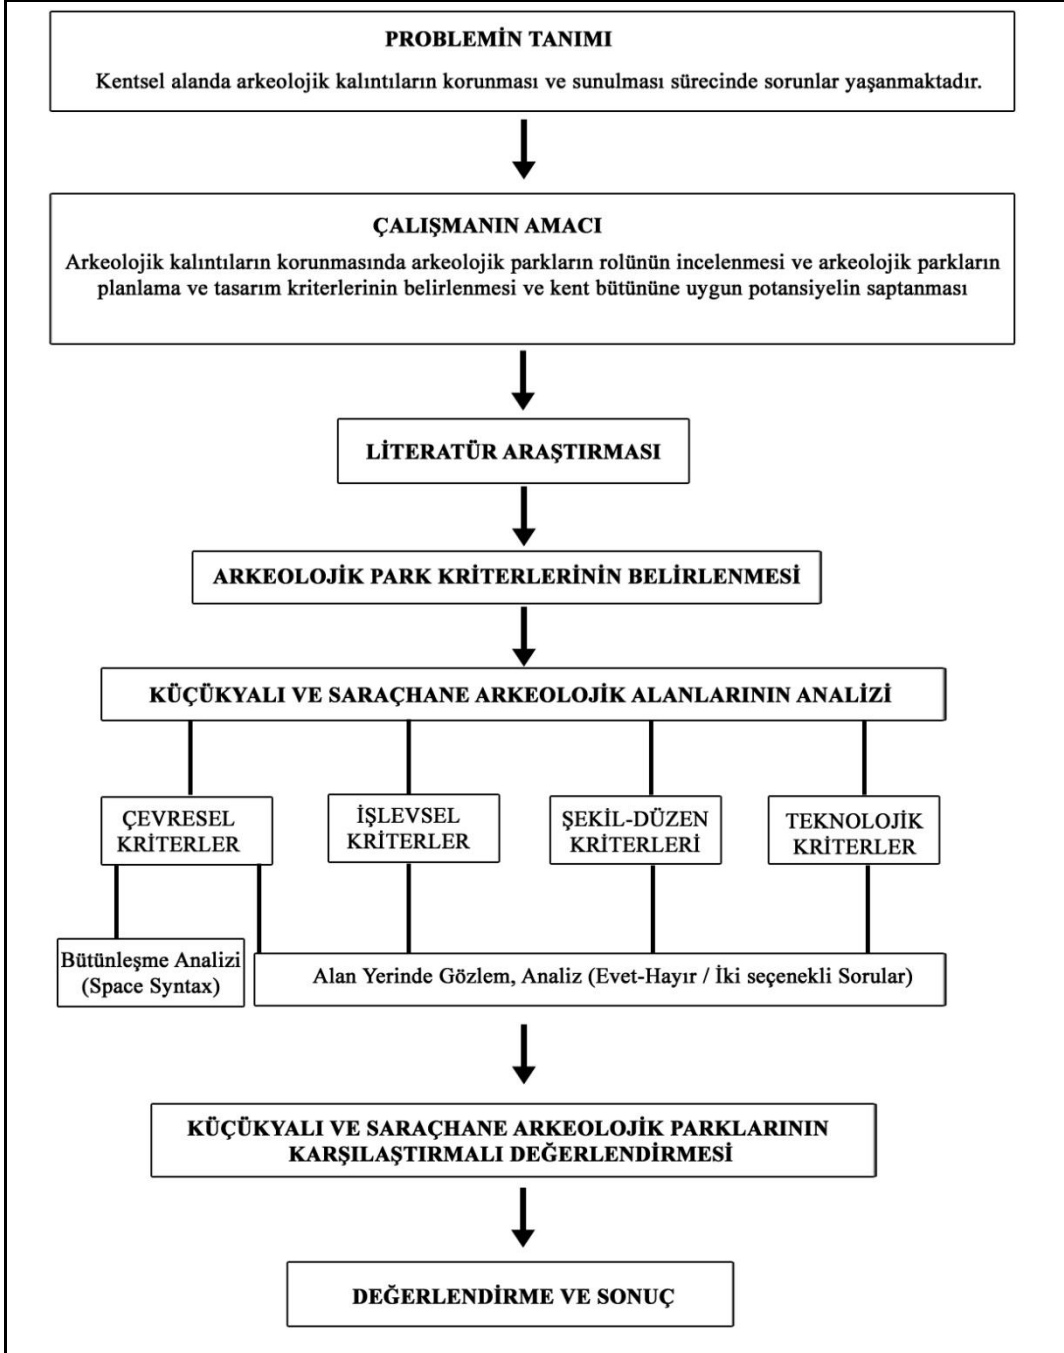 PROBLEMİN TANIMI
Kentsel alanda arkeolojik kalıntıların korunması ve sunulması sürecinde sorunlar yaşanmaktadır.
ÇALIŞMANIN AMACI
Arkeolojik kalıntıların korunmasında arkeolojik parkların rolünün incelenmesi ve arkeolojik parkların
planlama ve tasarım kriterlerinin belirlenmesi ve kent bütününe uygun potansiyelin saptanması
LİTERATÜR ARAŞTIRMASI
ARKEOLOJİK PARK KRİTERLERİNİN BELİRLENMESİ
KÜÇÜKYALI VE SARAÇHANE ARKEOLOJİK ALANLARININ ANALİZİ
ÇEVRESEL
KRİTERLER
İŞLEVSEL
KRİTERLER
ŞEKİL-DÜZEN
KRİTERLERİ
TEKNOLOJİK
KRİTERLER
Bütünleşme Analizi
(Space Syntax)
Alan Yerinde Gözlem, Analiz (Evet-Hayır / İki seçenekli Sorular)
KÜÇÜKYALI VE SARAÇHANE ARKEOLOJİK PARKLARININ
KARŞILAŞTIRMALI DEĞERLENDİRMESİ
DEĞERLENDİRME VE SONUÇ